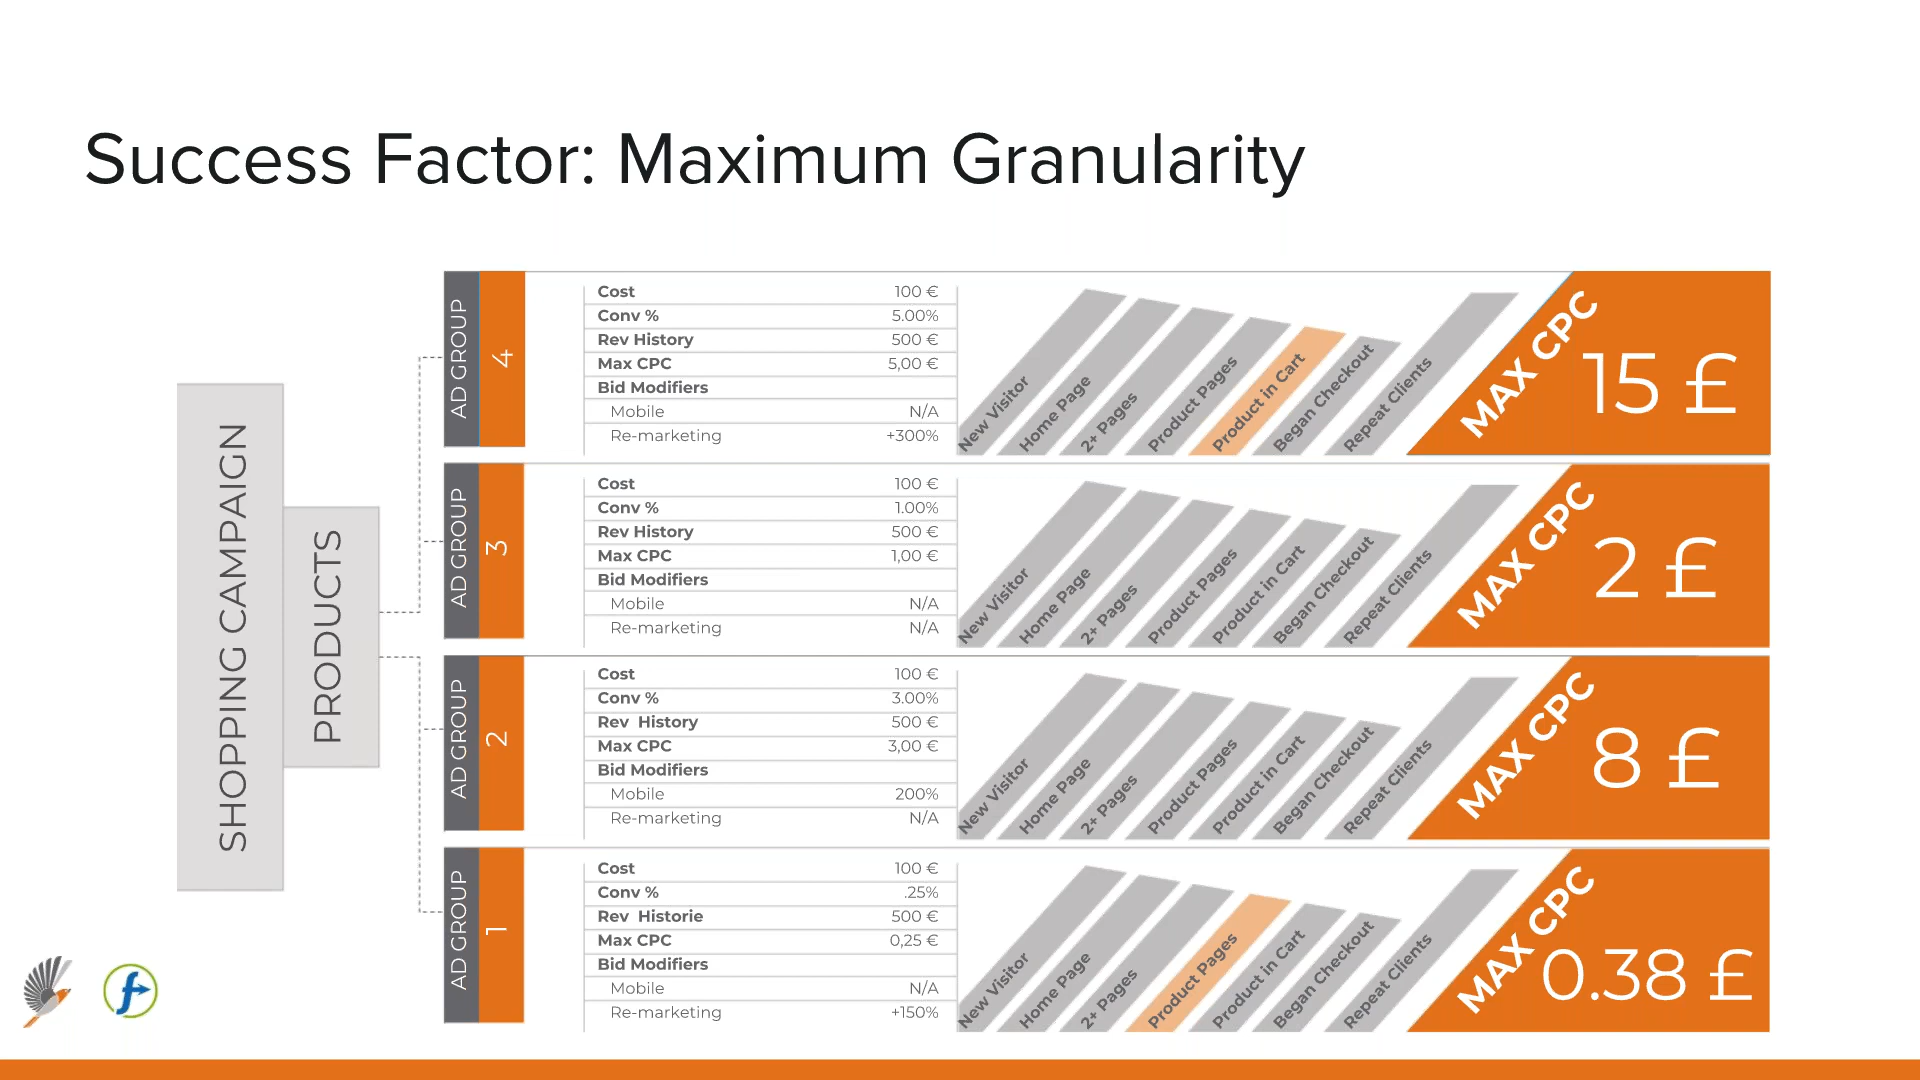 Success Factor: Maximum Granularity
SHOPPING CAMPAIGN
PRODUCTS
AD GROUP
4
Cost 100 €
Conv % 5.00%
Rev History 500 €
Max CPC 5,00 €
Bid Modifiers
Mobile N/A
Re-marketing +300%
New Visitor
Home Page
2+ Pages
Product Pages
Product in Cart
Began Checkout
Repeat Clients
MAX CPC
15 £
AD GROUP
3
Cost 100 €
Conv % 1.00%
Rev History 500 €
Max CPC 1,00 €
Bid Modifiers
Mobile N/A
Re-marketing N/A
New Visitor
Home Page
2+ Pages
Product Pages
Product in Cart
Began Checkout
Repeat Clients
MAX CPC
2 £
AD GROUP
2
Cost 100 €
Conv % 3.00%
Rev History 500 €
Max CPC 3,00 €
Bid Modifiers
Mobile 200%
Re-marketing N/A
New Visitor
Home Page
2+ Pages
Product Pages
Product in Cart
Began Checkout
Repeat Clients
MAX CPC
8 £
AD GROUP
1
Cost 100 €
Conv % .25%
Rev Historie 500 €
Max CPC 0,25 €
Bid Modifiers
Mobile N/A
Re-marketing +150%
New Visitor
Home Page
2+ Pages
Product Pages
Product in Cart
Began Checkout
Repeat Clients
MAX CPC
0.38 £
f